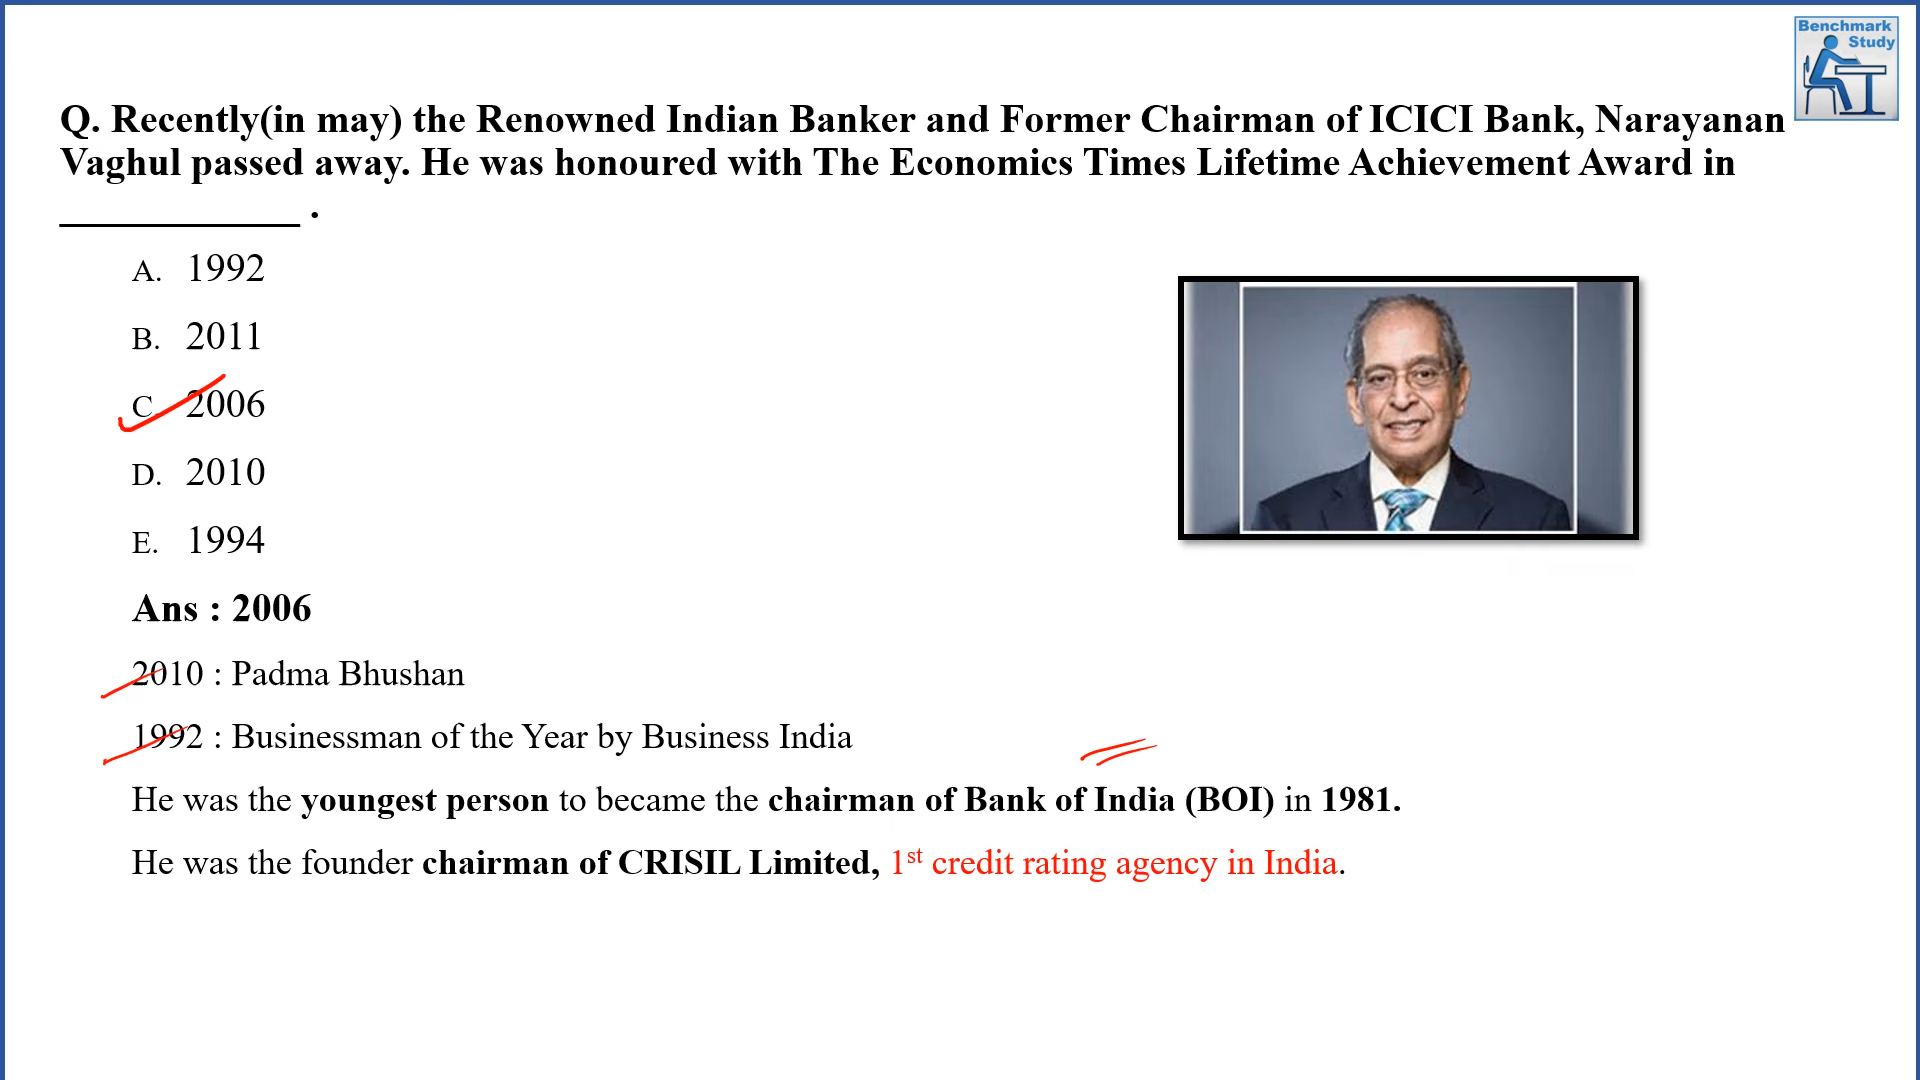 Benchmark
Study
Q. Recently(in may) the Renowned Indian Banker and Former Chairman of ICICI Bank, Narayanan
Vaghul passed away. He was honoured with The Economics Times Lifetime Achievement Award in
____________ .
A. 1992
B. 2011
C. 2006
D. 2010
E. 1994
Ans : 2006
2010 : Padma Bhushan
1992 : Businessman of the Year by Business India
He was the youngest person to became the chairman of Bank of India (BOI) in 1981.
He was the founder chairman of CRISIL Limited, 1st credit rating agency in India.